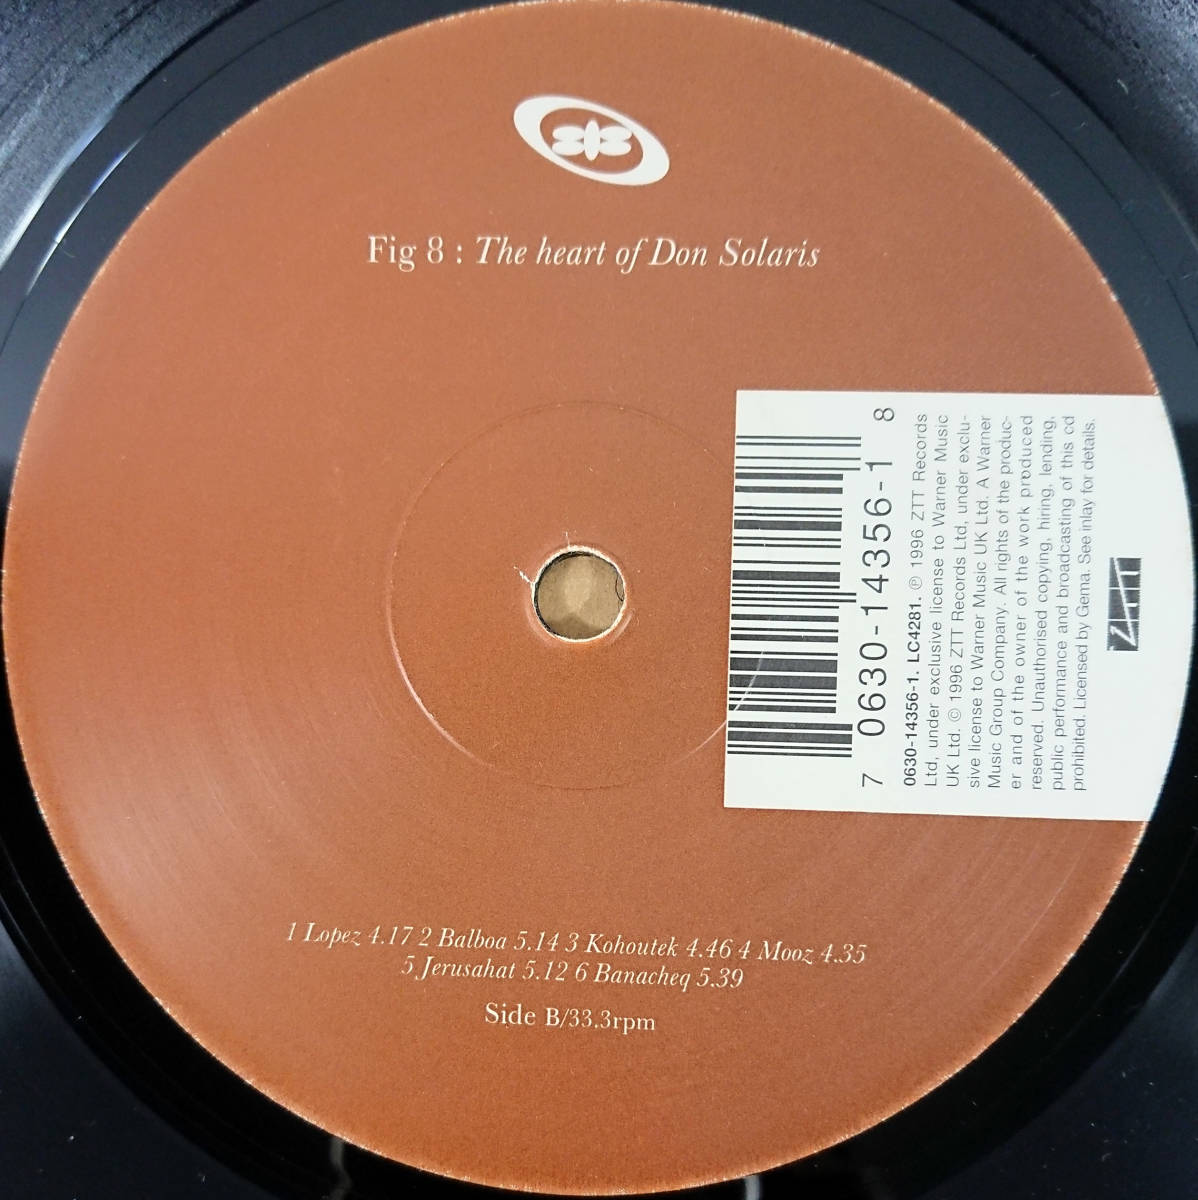 Fig 8 : The heart of Don Solaris
7 0630-14356-1 8
0630-14356-1. LC4281. ℗ 1996 ZTT Records
Ltd, under exclusive license to Warner Music
UK Ltd. © 1996 ZTT Records Ltd, under exclu-
sive license to Warner Music UK Ltd. A Warner
Music Group Company. All rights of the produc-
er and of the owner of the work produced
reserved. Unauthorised copying, hiring, lending,
public performance and broadcasting of this cd
prohibited. Licensed by Gema. See inlay for details.
ZTT
1 Lopez 4.17 2 Balboa 5.14 3 Kohoutek 4.46 4 Mooz 4.35
5 Jerusahat 5.12 6 Banacheq 5.39
Side B/33.3rpm